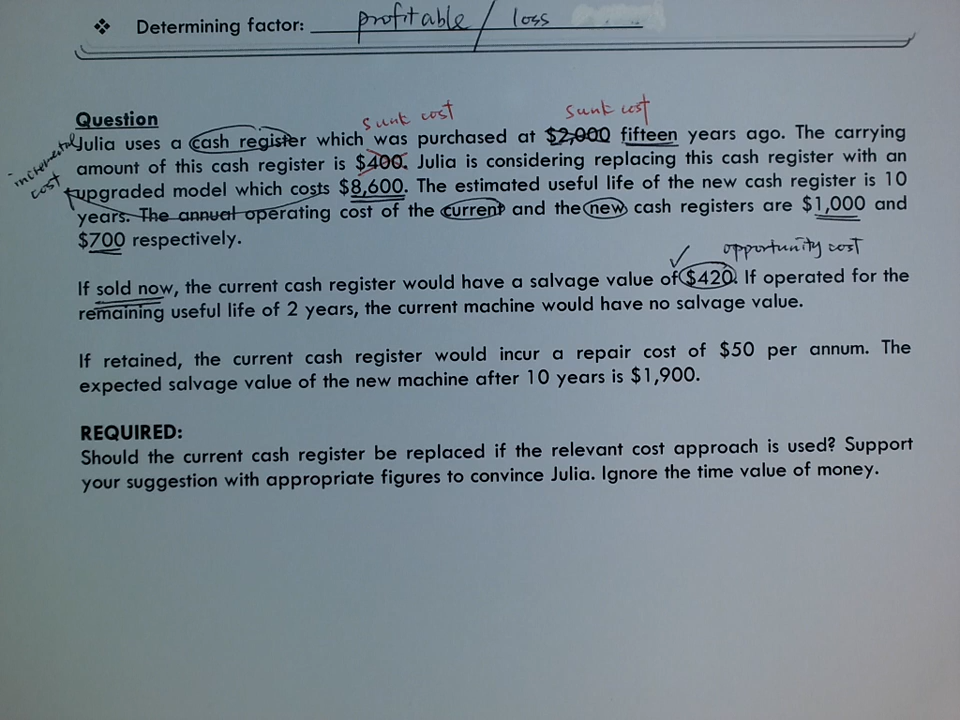 ❖ Determining factor: profitable / loss
sunk cost sunk cost
Question
incremental cost
Julia uses a cash register which was purchased at $2,000 fifteen years ago. The carrying
amount of this cash register is $400. Julia is considering replacing this cash register with an
upgraded model which costs $8,600. The estimated useful life of the new cash register is 10
years. The annual operating cost of the current and the new cash registers are $1,000 and
$700 respectively.
✓ opportunity cost
If sold now, the current cash register would have a salvage value of $420. If operated for the
remaining useful life of 2 years, the current machine would have no salvage value.
If retained, the current cash register would incur a repair cost of $50 per annum. The
expected salvage value of the new machine after 10 years is $1,900.
REQUIRED:
Should the current cash register be replaced if the relevant cost approach is used? Support
your suggestion with appropriate figures to convince Julia. Ignore the time value of money.